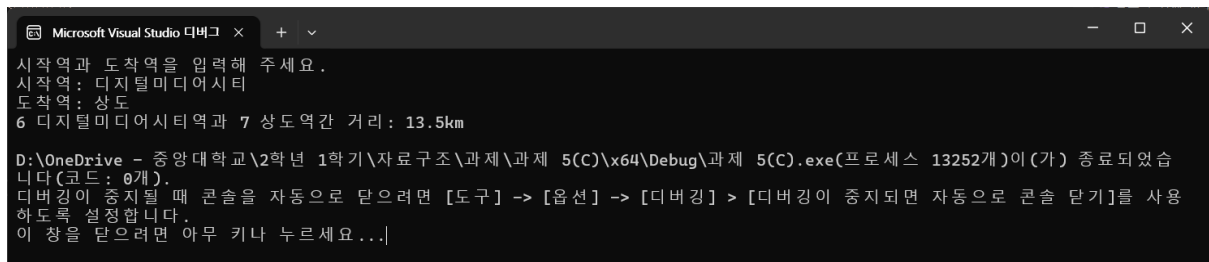 Microsoft Visual Studio 디버그
시작역과 도착역을 입력해 주세요.
시작역: 디지털미디어시티
도착역: 상도
6 디지털미디어시티역과 7 상도역간 거리: 13.5km
D:\OneDrive - 중앙대학교\2학년 1학기\자료구조\과제\과제 5(C)\x64\Debug\과제 5(C).exe(프로세스 13252개)이(가) 종료되었습
니다(코드: 0개).
디버깅이 중지될 때 콘솔을 자동으로 닫으려면 [도구] -> [옵션] -> [디버깅] > [디버깅이 중지되면 자동으로 콘솔 닫기]를 사용
하도록 설정합니다.
이 창을 닫으려면 아무 키나 누르세요...